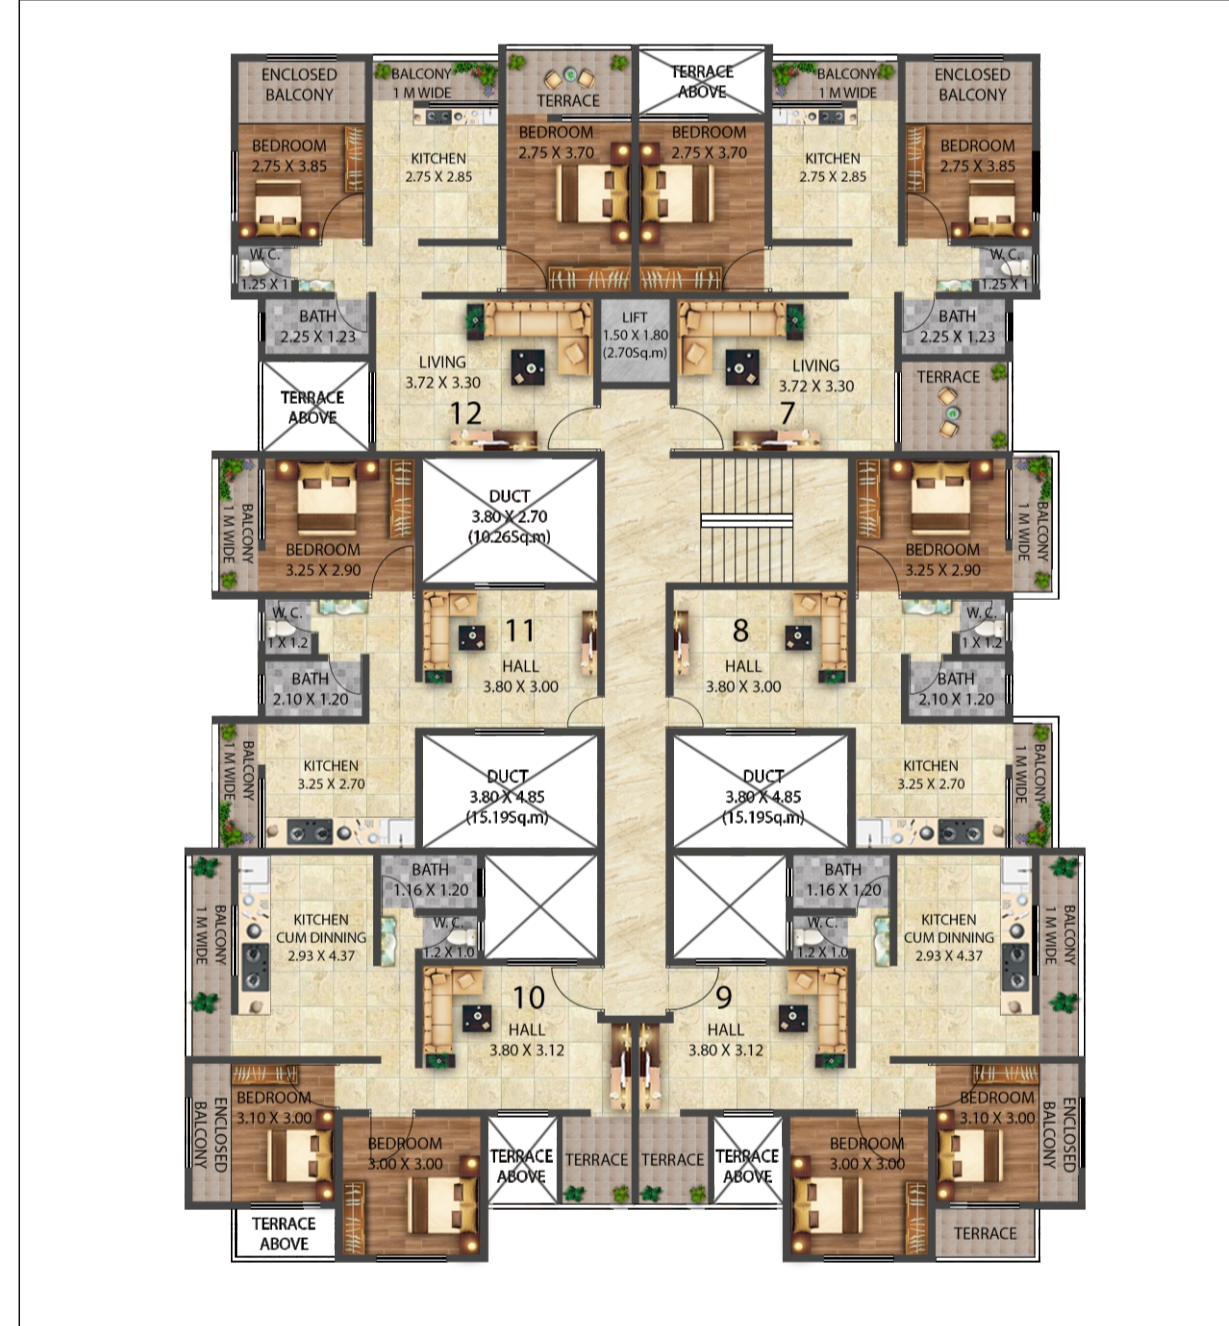 ENCLOSED
BALCONY
BALCONY
1 M WIDE
TERRACE
TERRACE
ABOVE
BALCONY
1 M WIDE
ENCLOSED
BALCONY
BEDROOM
2.75 X 3.85
KITCHEN
2.75 X 2.85
BEDROOM
2.75 X 3.70
BEDROOM
2.75 X 3.70
KITCHEN
2.75 X 2.85
BEDROOM
2.75 X 3.85
W. C.
1.25 X 1
W. C.
1.25 X 1
BATH
2.25 X 1.23
LIFT
1.50 X 1.80
(2.70Sq.m)
BATH
2.25 X 1.23
LIVING
3.72 X 3.30
12
LIVING
3.72 X 3.30
7
TERRACE
ABOVE
TERRACE
BALCONY
1 M WIDE
BEDROOM
3.25 X 2.90
DUCT
3.80 X 2.70
(10.26Sq.m)
BEDROOM
3.25 X 2.90
BALCONY
1 M WIDE
W. C.
1 X 1.2
11
HALL
3.80 X 3.00
8
HALL
3.80 X 3.00
W. C.
1 X 1.2
BATH
2.10 X 1.20
BATH
2.10 X 1.20
BALCONY
1 M WIDE
KITCHEN
3.25 X 2.70
DUCT
3.80 X 4.85
(15.19Sq.m)
DUCT
3.80 X 4.85
(15.19Sq.m)
KITCHEN
3.25 X 2.70
BALCONY
1 M WIDE
BALCONY
1 M WIDE
KITCHEN
CUM DINNING
2.93 X 4.37
BATH
1.16 X 1.20
W. C.
1.2 X 1.0
BATH
1.16 X 1.20
W. C.
1.2 X 1.0
KITCHEN
CUM DINNING
2.93 X 4.37
BALCONY
1 M WIDE
10
HALL
3.80 X 3.12
9
HALL
3.80 X 3.12
ENCLOSED
BALCONY
BEDROOM
3.10 X 3.00
BEDROOM
3.00 X 3.00
TERRACE
ABOVE
TERRACE
TERRACE
TERRACE
ABOVE
BEDROOM
3.00 X 3.00
BEDROOM
3.10 X 3.00
ENCLOSED
BALCONY
TERRACE
ABOVE
TERRACE